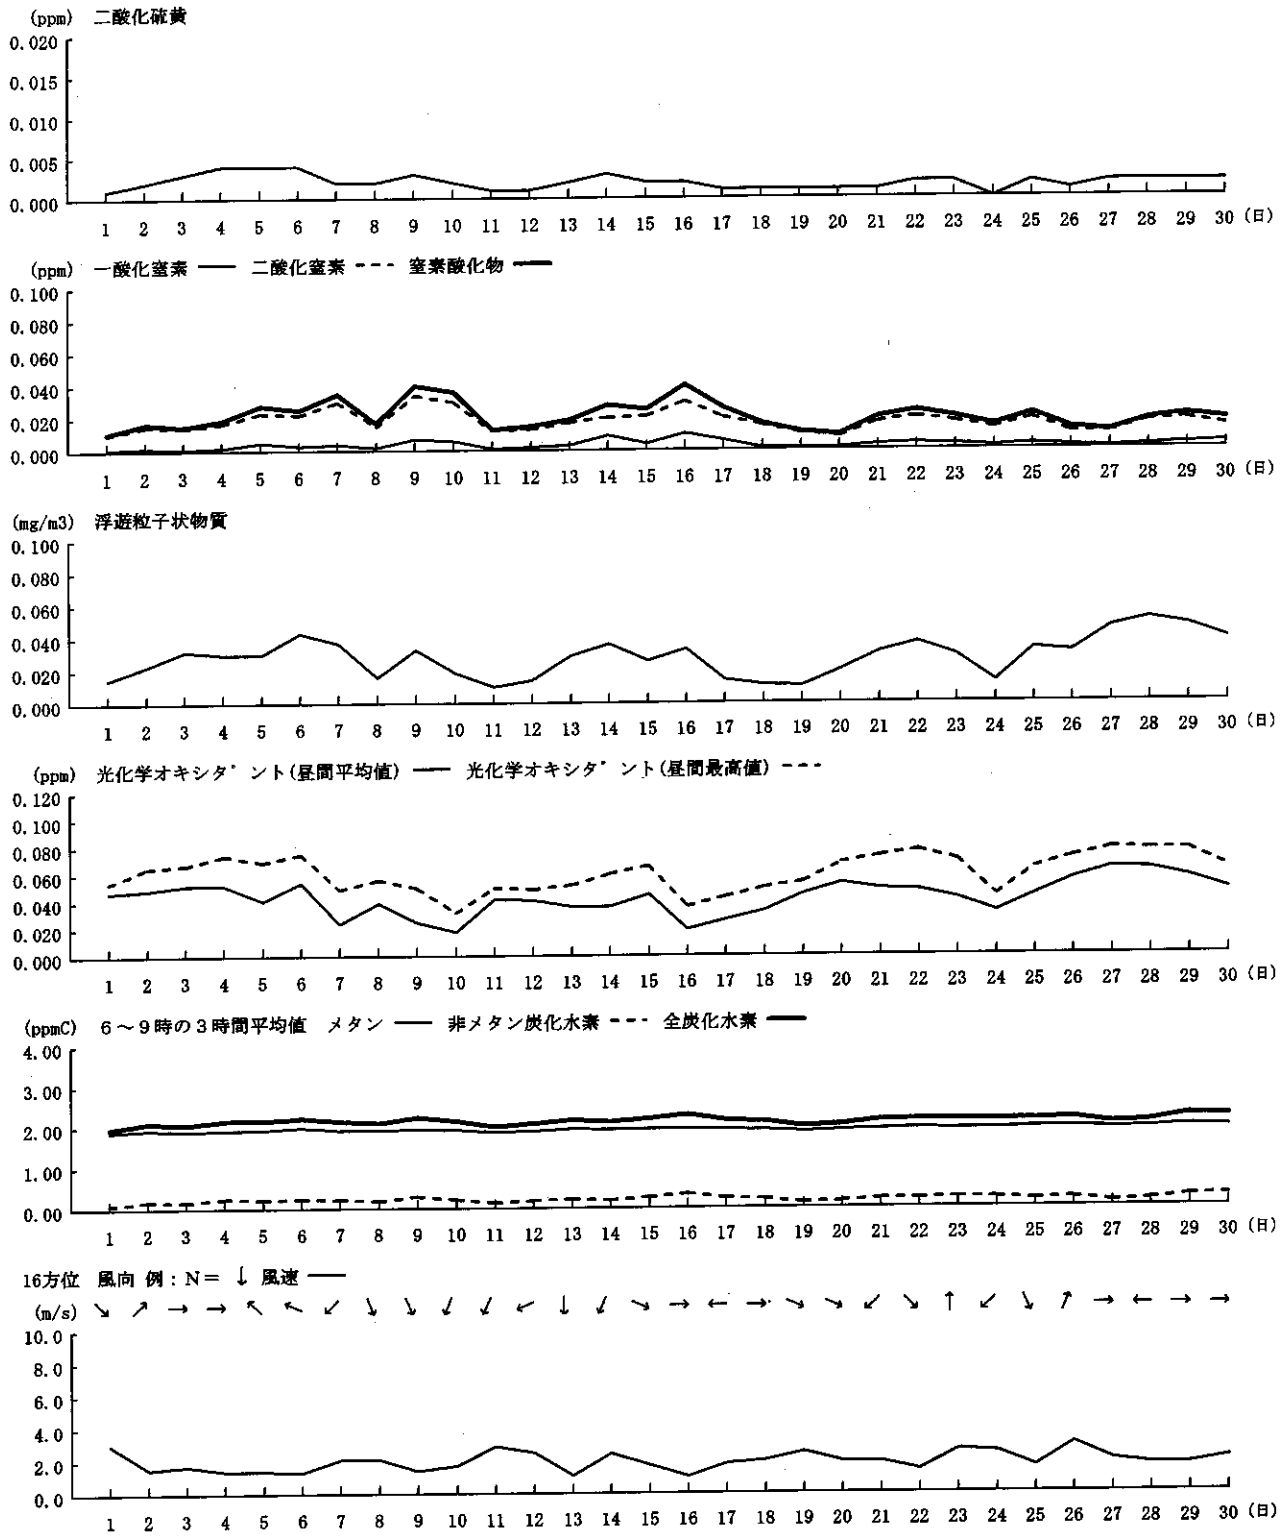 (ppm) 二酸化硫黄
0.020
0.015
0.010
0.005
0.000
1 2 3 4 5 6 7 8 9 10 11 12 13 14 15 16 17 18 19 20 21 22 23 24 25 26 27 28 29 30 (日)
(ppm) 一酸化窒素 二酸化窒素 窒素酸化物
0.100
0.080
0.060
0.040
0.020
0.000
1 2 3 4 5 6 7 8 9 10 11 12 13 14 15 16 17 18 19 20 21 22 23 24 25 26 27 28 29 30 (日)
(mg/m3) 浮遊粒子状物質
0.100
0.080
0.060
0.040
0.020
0.000
1 2 3 4 5 6 7 8 9 10 11 12 13 14 15 16 17 18 19 20 21 22 23 24 25 26 27 28 29 30 (日)
(ppm) 光化学オキシダント(昼間平均値) 光化学オキシダント(昼間最高値)
0.120
0.100
0.080
0.060
0.040
0.020
0.000
1 2 3 4 5 6 7 8 9 10 11 12 13 14 15 16 17 18 19 20 21 22 23 24 25 26 27 28 29 30 (日)
(ppmC) 6～9時の3時間平均値 メタン 非メタン炭化水素 全炭化水素
4.00
3.00
2.00
1.00
0.00
1 2 3 4 5 6 7 8 9 10 11 12 13 14 15 16 17 18 19 20 21 22 23 24 25 26 27 28 29 30 (日)
16方位 風向 例:N=↓ 風速
(m/s) ↘ ↗ → → ↖ ↖ ↙ ↘ ↘ ↙ ↙ ↙ ↓ ↙ ↘ → ← → ↘ ↘ ↙ ↘ ↑ ↙ ↘ ↗ → ← → →
10.0
8.0
6.0
4.0
2.0
0.0
1 2 3 4 5 6 7 8 9 10 11 12 13 14 15 16 17 18 19 20 21 22 23 24 25 26 27 28 29 30 (日)